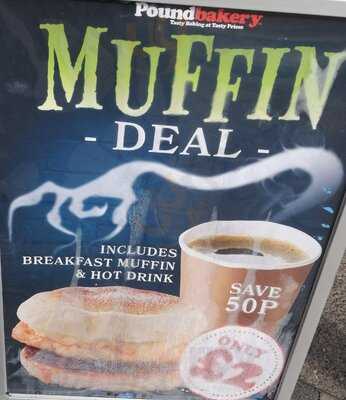 Poundbakery
Tasty Baking at Tasty Prices
MUFFIN
- DEAL -
INCLUDES
BREAKFAST MUFFIN
& HOT DRINK
SAVE
50P
ONLY
£2